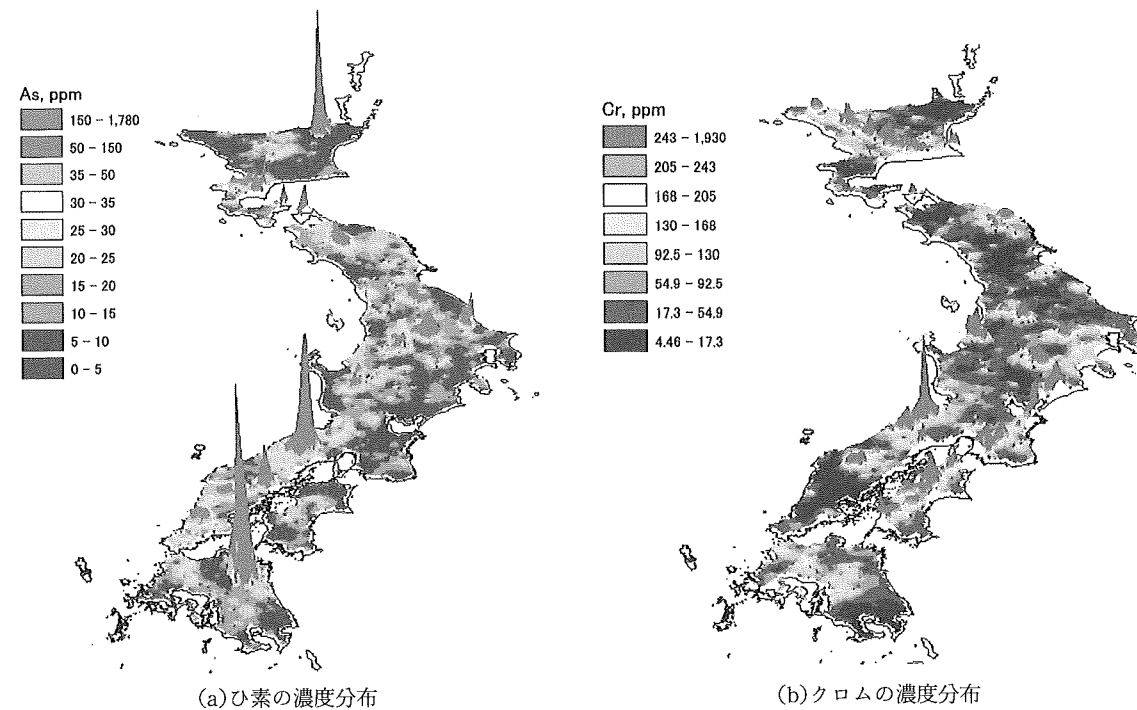 As, ppm
150 − 1,780
50 − 150
35 − 50
30 − 35
25 − 30
20 − 25
15 − 20
10 − 15
5 − 10
0 − 5
(a)ひ素の濃度分布
Cr, ppm
243 − 1,930
205 − 243
168 − 205
130 − 168
92.5 − 130
54.9 − 92.5
17.3 − 54.9
4.46 − 17.3
(b)クロムの濃度分布